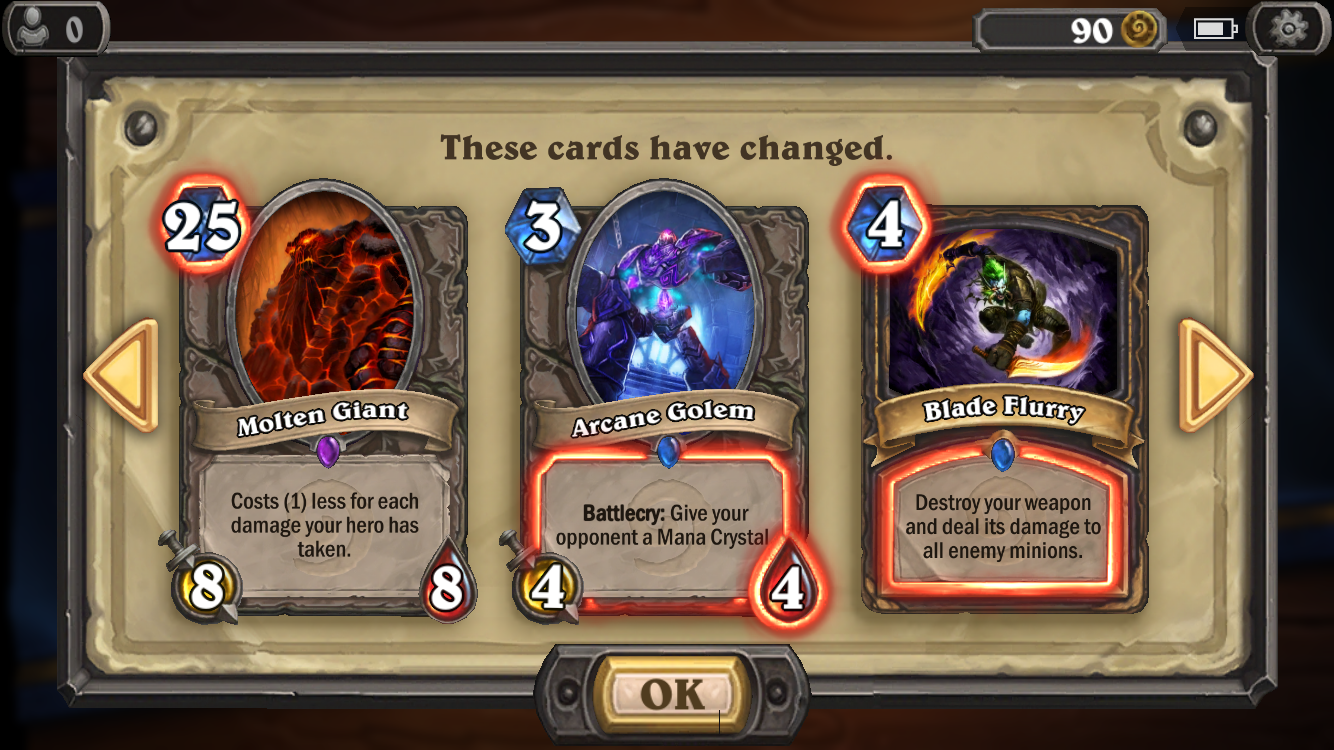 0
90
These cards have changed.
25
Molten Giant
Costs (1) less for each
damage your hero has
taken.
8
8
3
Arcane Golem
Battlecry: Give your
opponent a Mana Crystal
4
4
4
Blade Flurry
Destroy your weapon
and deal its damage to
all enemy minions.
OK